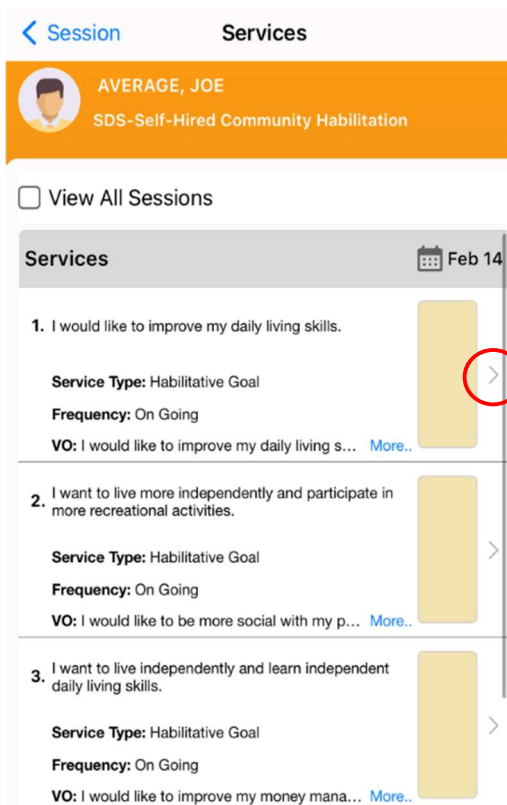 Session Services
AVERAGE, JOE
SDS-Self-Hired Community Habilitation
View All Sessions
Services Feb 14
1. I would like to improve my daily living skills.
Service Type: Habilitative Goal
Frequency: On Going
VO: I would like to improve my daily living s... More..
2. I want to live more independently and participate in
more recreational activities.
Service Type: Habilitative Goal
Frequency: On Going
VO: I would like to be more social with my p... More..
3. I want to live independently and learn independent
daily living skills.
Service Type: Habilitative Goal
Frequency: On Going
VO: I would like to improve my money mana... More..